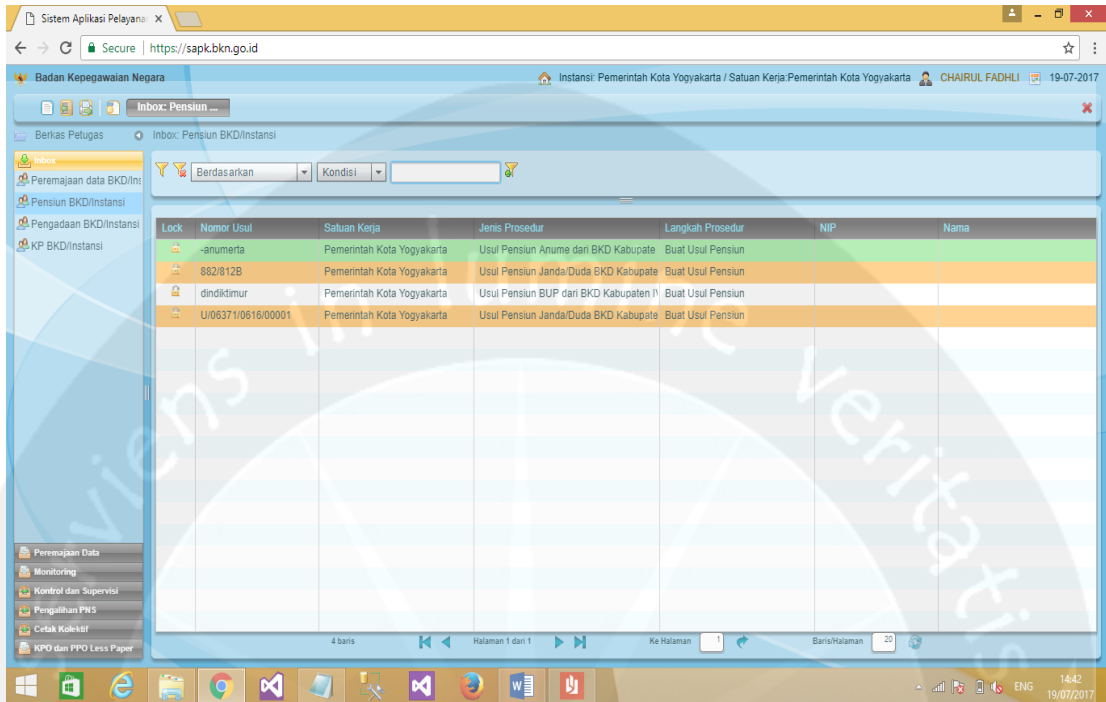 Sistem Aplikasi Pelayana
Secure https://sapk.bkn.go.id
Badan Kepegawaian Negara
Instansi: Pemerintah Kota Yogyakarta / Satuan Kerja:Pemerintah Kota Yogyakarta CHAIRUL FADHLI 19-07-2017
Inbox: Pensiun ...
Berkas Petugas Inbox: Pensiun BKD/Instansi
Inbox
Peremajaan data BKD/Ins
Pensiun BKD/Instansi
Pengadaan BKD/Instansi
KP BKD/Instansi
Berdasarkan Kondisi
Lock Nomor Usul Satuan Kerja Jenis Prosedur Langkah Prosedur NIP Nama
-anumerta Pemerintah Kota Yogyakarta Usul Pensiun Anume dari BKD Kabupate Buat Usul Pensiun
882/812B Pemerintah Kota Yogyakarta Usul Pensiun Janda/Duda BKD Kabupate Buat Usul Pensiun
dindiktimur Pemerintah Kota Yogyakarta Usul Pensiun BUP dari BKD Kabupaten Buat Usul Pensiun
U/06371/0616/00001 Pemerintah Kota Yogyakarta Usul Pensiun Janda/Duda BKD Kabupate Buat Usul Pensiun
Peremajaan Data
Monitoring
Kontrol dan Supervisi
Pengalihan PNS
Cetak Kolektif
KPO dan PPO Less Paper
4 baris Halaman 1 dari 1 Ke Halaman 1 Baris/Halaman 20
ENG 14:42
19/07/2017
serviens in lumine veritatis